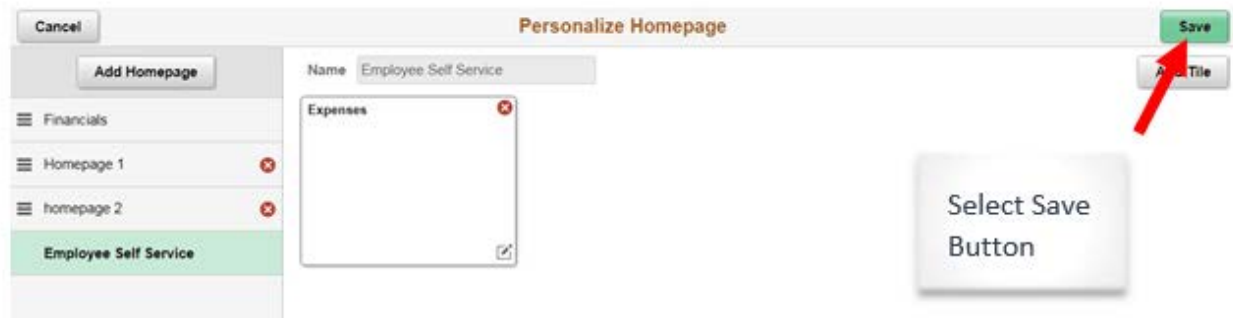 Cancel
Personalize Homepage
Save
Add Homepage
Name Employee Self Service
Tile
Expenses
Financials
Homepage 1
homepage 2
Employee Self Service
Select Save
Button